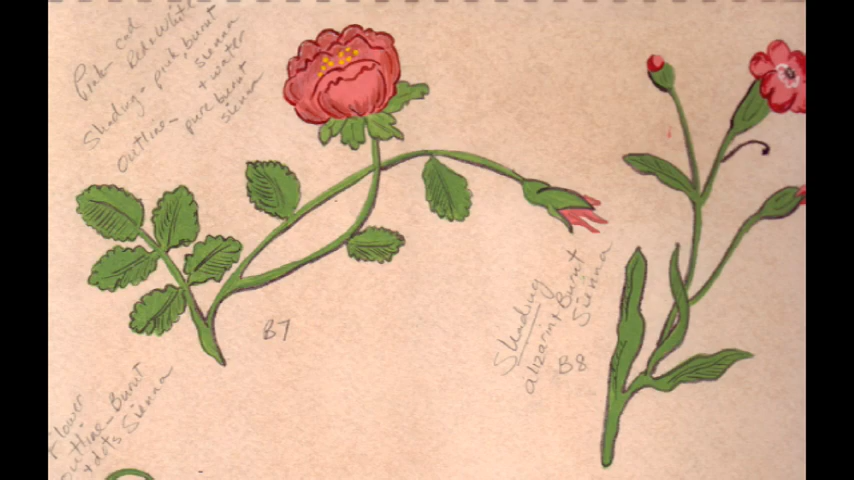 Pink - cad
Red + white
Shading - pink, burnt
sienna
+ water
outline -
pure burnt
sienna
B7
Shading
alizarin + Burnt
Sienna
B8
Flower
outline - Burnt
+ dots Sienna